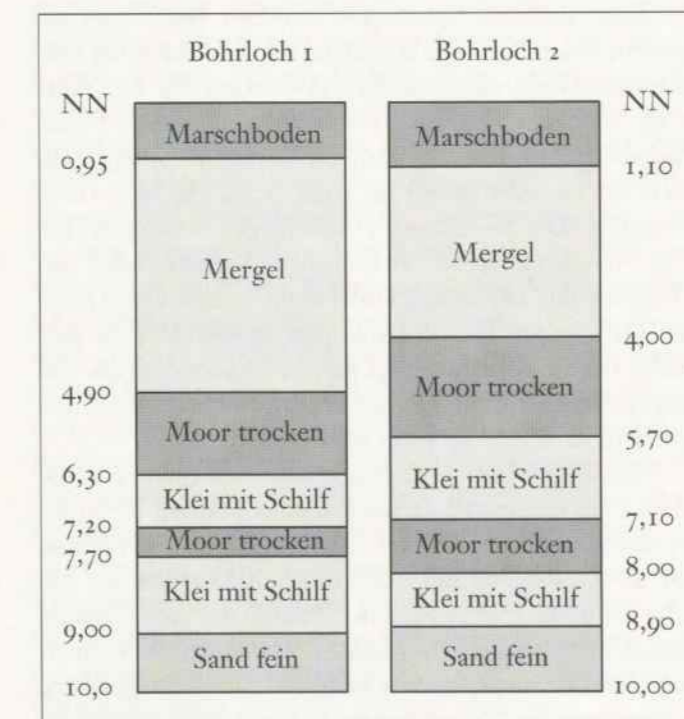 Bohrloch 1 Bohrloch 2
NN NN
Marschboden Marschboden
0,95 1,10
Mergel Mergel
4,00
4,90
Moor trocken Moor trocken
5,70
6,30
Klei mit Schilf Klei mit Schilf
7,20 7,10
Moor trocken Moor trocken
7,70
8,00
Klei mit Schilf Klei mit Schilf
9,00 8,90
Sand fein Sand fein
10,0 10,00